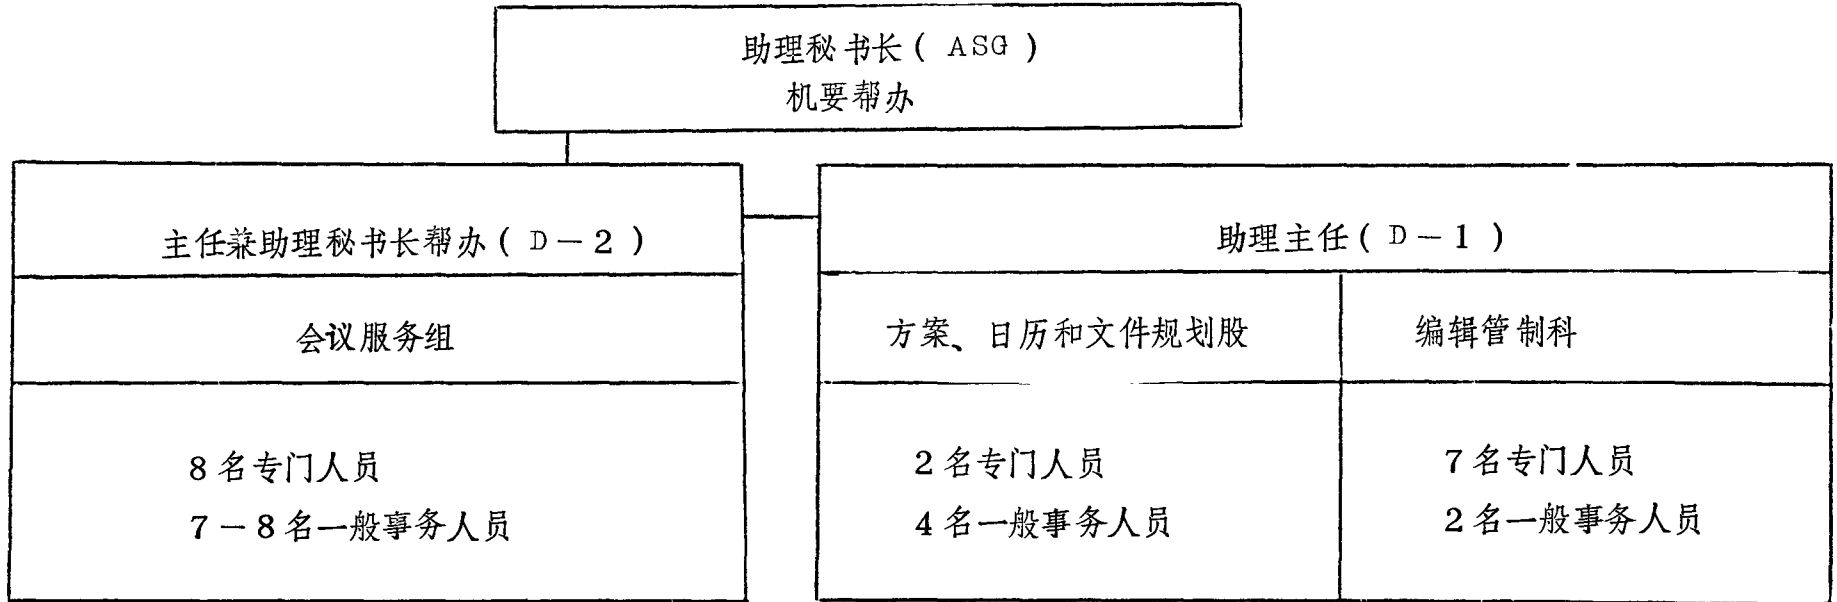 助理秘书长( ASG )
机要帮办
主任兼助理秘书长帮办( D－2 )
会议服务组
8名专门人员
7－8名一般事务人员
助理主任( D－1 )
方案、日历和文件规划股
2名专门人员
4名一般事务人员
编辑管制科
7名专门人员
2名一般事务人员